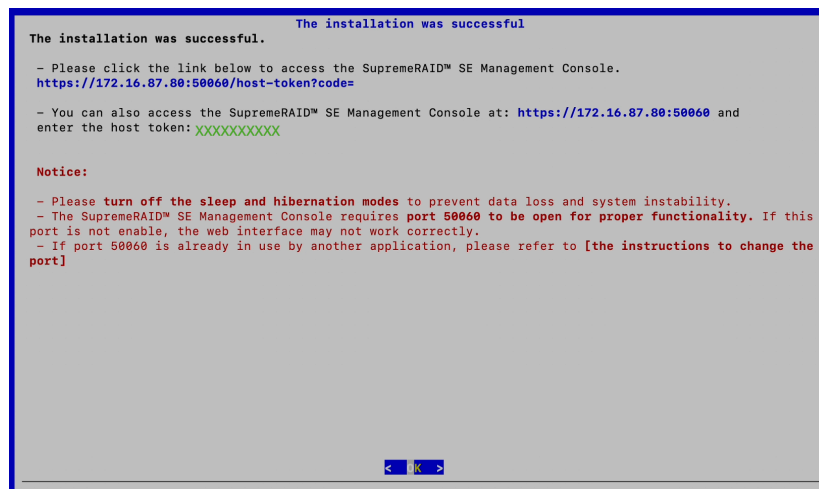 The installation was successful
The installation was successful.
– Please click the link below to access the SupremeRAID™ SE Management Console.
https://172.16.87.80:50060/host-token?code=
– You can also access the SupremeRAID™ SE Management Console at: https://172.16.87.80:50060 and
enter the host token: XXXXXXXXXX
Notice:
– Please turn off the sleep and hibernation modes to prevent data loss and system instability.
– The SupremeRAID™ SE Management Console requires port 50060 to be open for proper functionality. If this
port is not enable, the web interface may not work correctly.
– If port 50060 is already in use by another application, please refer to [the instructions to change the
port]
< OK >